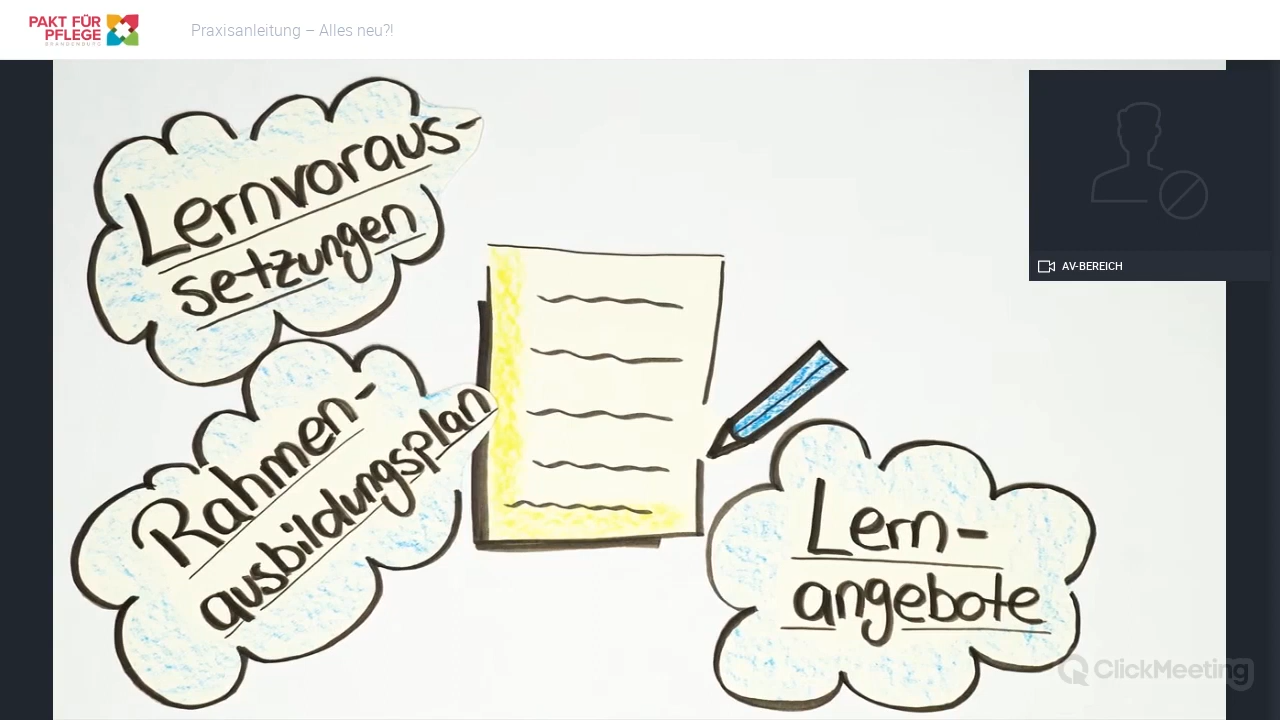 PAKT FÜR
PFLEGE
BRANDENBURG
Praxisanleitung – Alles neu?!
Lernvoraus-
setzungen
AV-BEREICH
Rahmen-
ausbildungsplan
Lern-
angebote
ClickMeeting